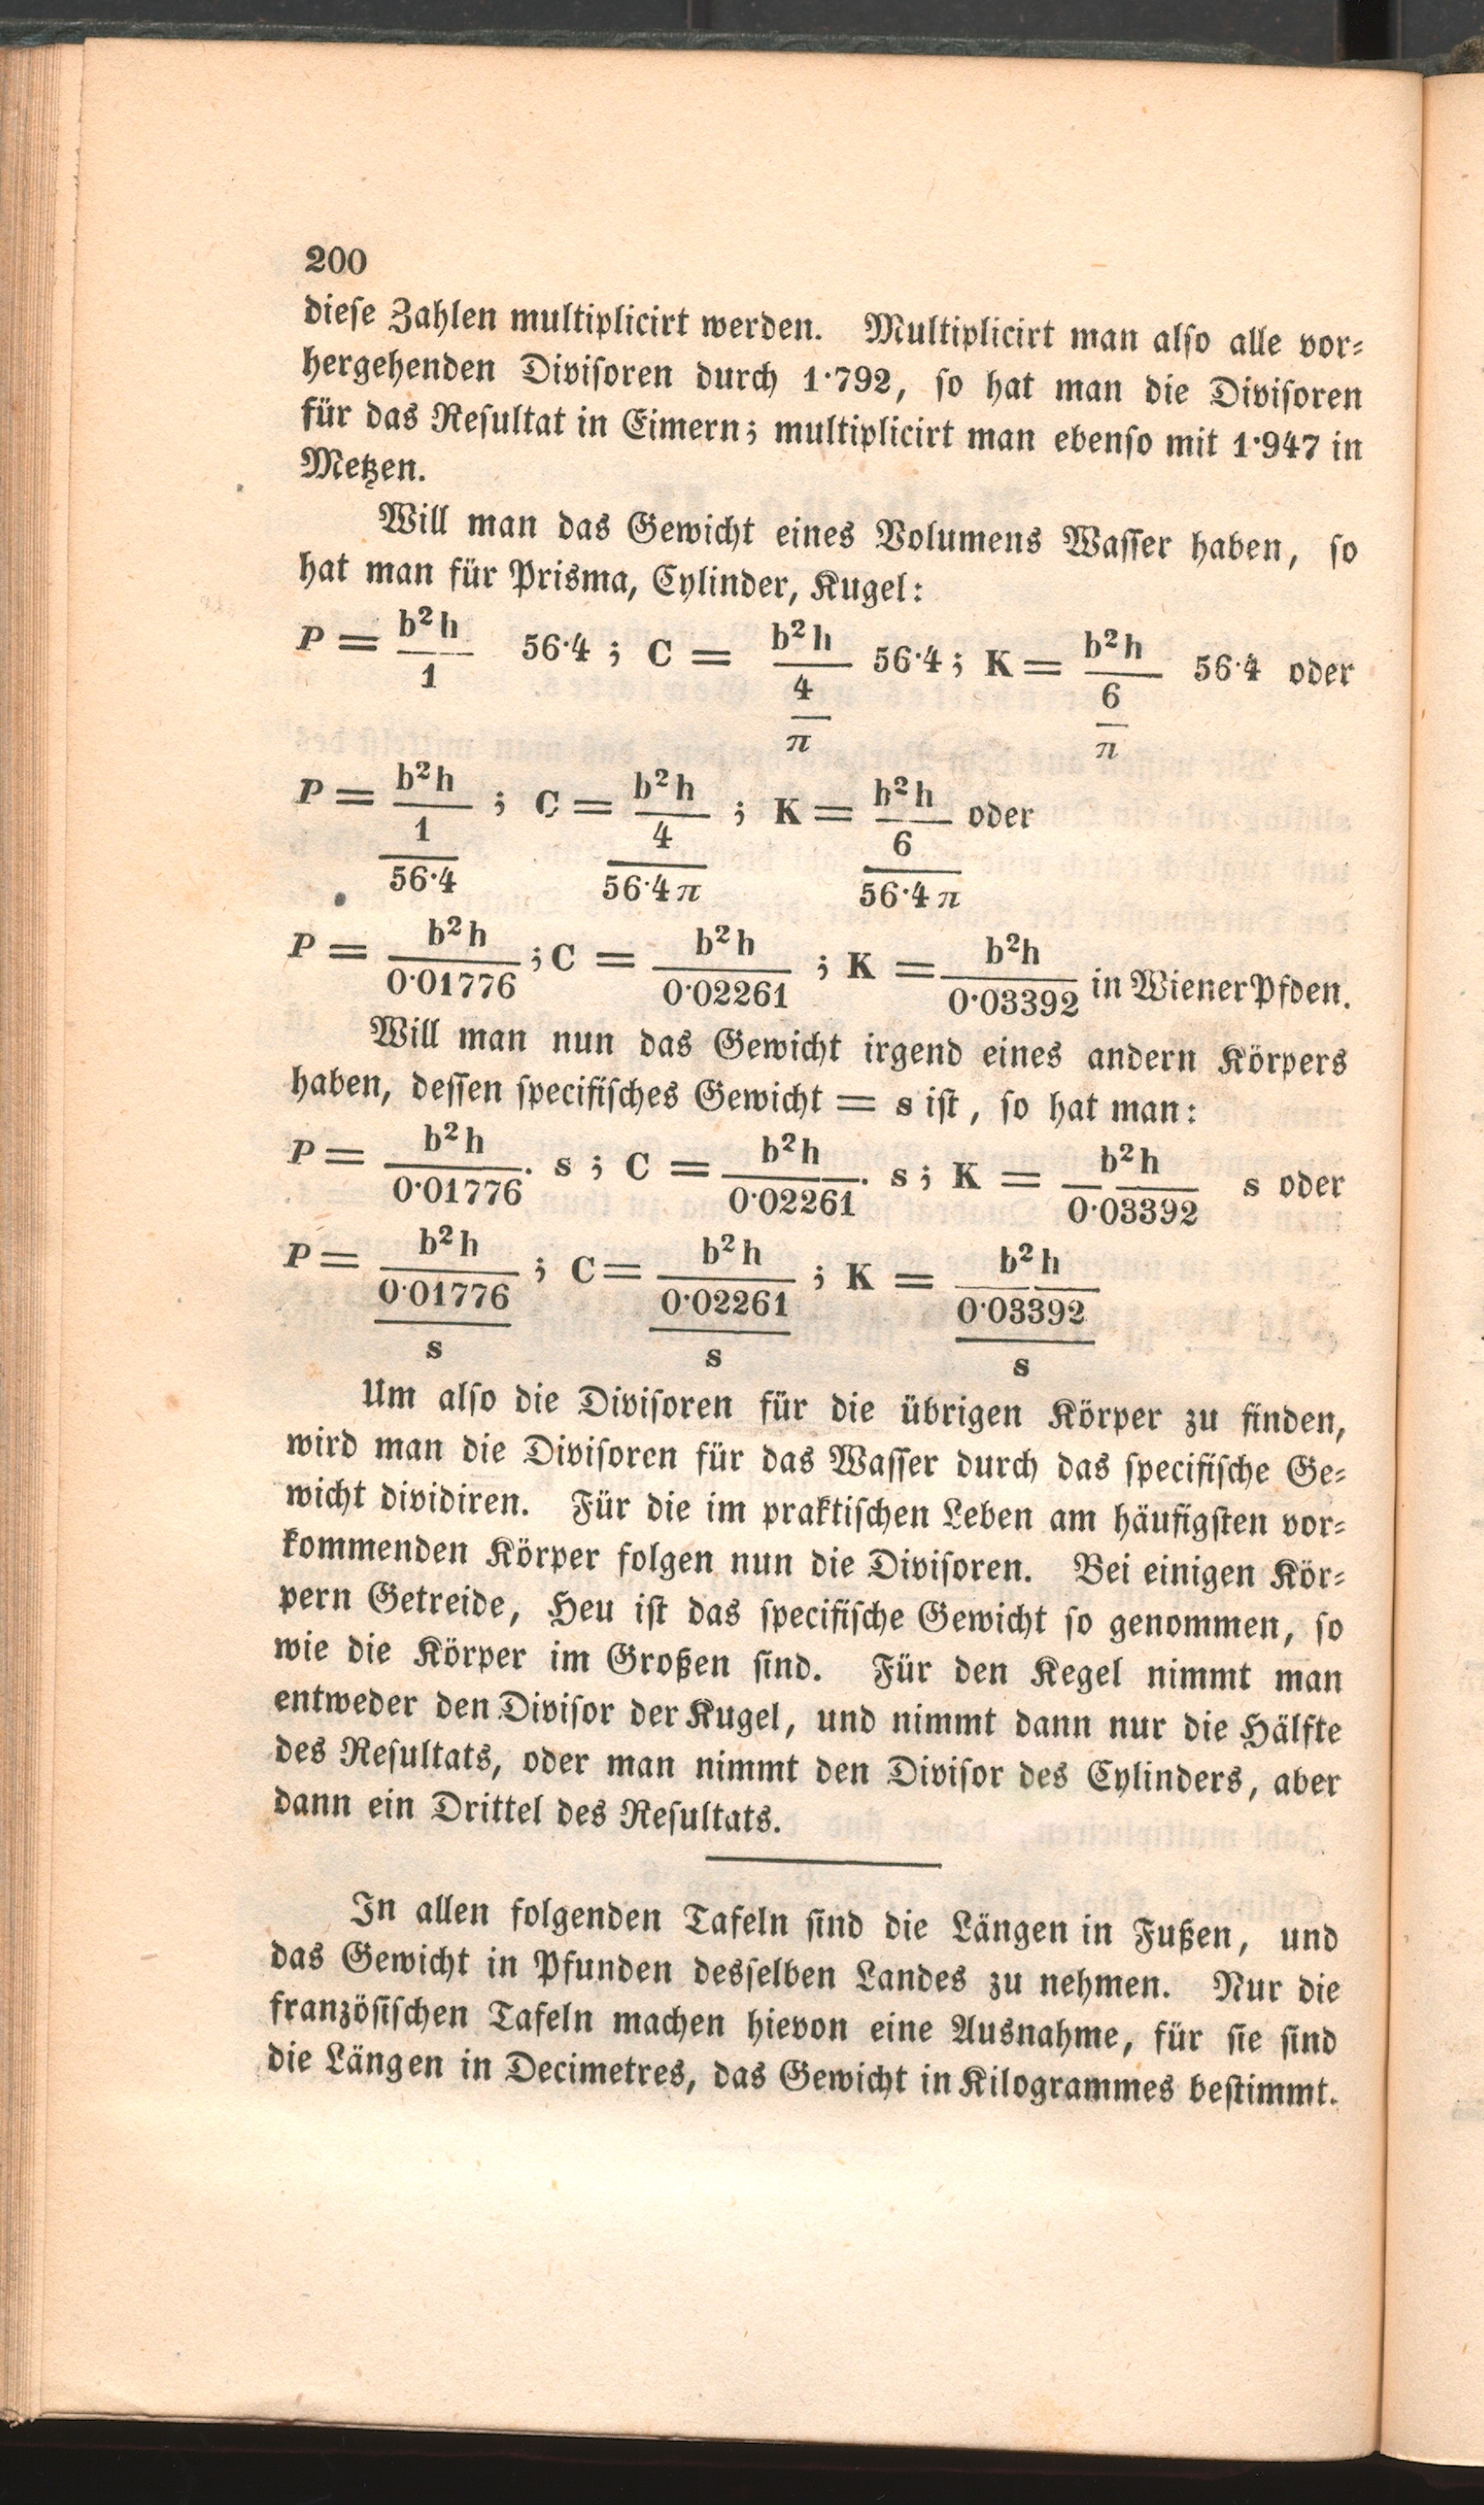 200
diese Zahlen multiplicirt werden. Multiplicirt man also alle vor-
hergehenden Divisoren durch 1·792, so hat man die Divisoren
für das Resultat in Eimern; multiplicirt man ebenso mit 1·947 in
Metzen.
Will man das Gewicht eines Volumens Wasser haben, so
hat man für Prisma, Cylinder, Kugel:
P = b²h/1 56·4 ; C = b²h/(4/π) 56·4; K = b²h/(6/π) 56·4 oder
P = b²h/(1/56·4) ; C = b²h/(4/56·4π) ; K = b²h/(6/56·4π) oder
P = b²h/0·01776 ; C = b²h/0·02261 ; K = b²h/0·03392 in Wiener Pfden.
Will man nun das Gewicht irgend eines andern Körpers
haben, dessen specifisches Gewicht = s ist, so hat man:
P = b²h/0·01776 . s ; C = b²h/0·02261 . s ; K = b²h/0·03392 s oder
P = b²h/(0·01776/s) ; C = b²h/(0·02261/s) ; K = b²h/(0·03392/s)
Um also die Divisoren für die übrigen Körper zu finden,
wird man die Divisoren für das Wasser durch das specifische Ge-
wicht dividiren. Für die im praktischen Leben am häufigsten vor-
kommenden Körper folgen nun die Divisoren. Bei einigen Kör-
pern Getreide, Heu ist das specifische Gewicht so genommen, so
wie die Körper im Großen sind. Für den Kegel nimmt man
entweder den Divisor der Kugel, und nimmt dann nur die Hälfte
des Resultats, oder man nimmt den Divisor des Cylinders, aber
dann ein Drittel des Resultats.
In allen folgenden Tafeln sind die Längen in Fußen, und
das Gewicht in Pfunden desselben Landes zu nehmen. Nur die
französischen Tafeln machen hievon eine Ausnahme, für sie sind
die Längen in Decimetres, das Gewicht in Kilogrammes bestimmt.